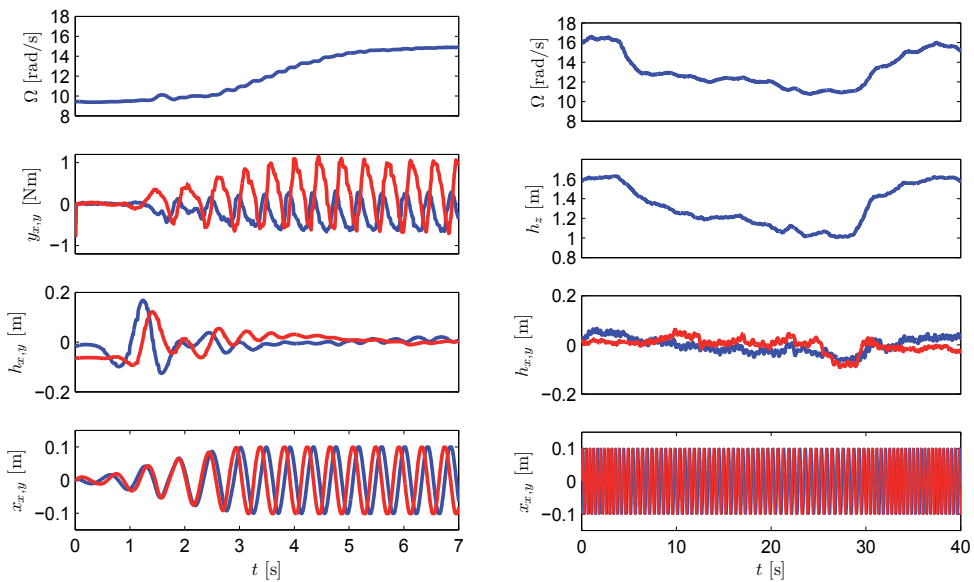 18
16
14
12
10
8
Ω [rad/s]
1
0
−1
y_{x,y} [Nm]
0.2
0
−0.2
h_{x,y} [m]
0.1
0
−0.1
x_{x,y} [m]
0 1 2 3 4 5 6 7
t [s]
18
16
14
12
10
8
Ω [rad/s]
1.6
1.2
1
0.8
h_z [m]
0.2
0
−0.2
h_{x,y} [m]
0.1
0
−0.1
x_{x,y} [m]
0 10 20 30 40
t [s]